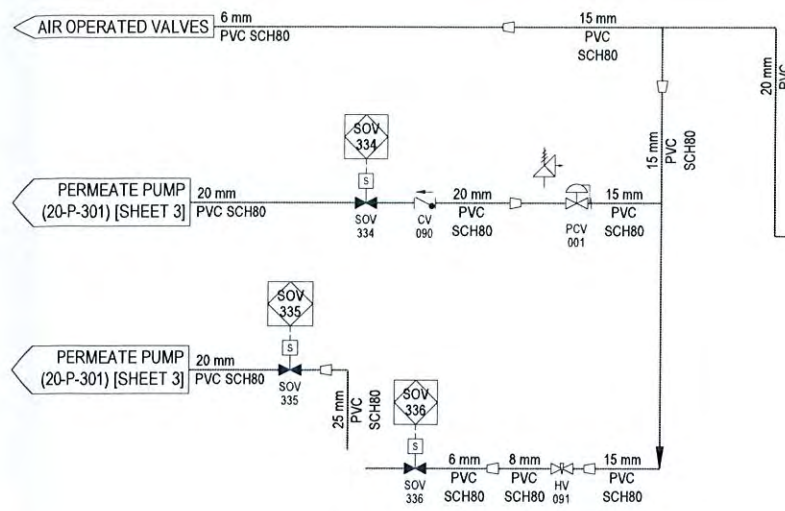 AIR OPERATED VALVES
6 mm
PVC SCH80
15 mm
PVC
SCH80
20 mm
PVC
15 mm
PVC
SCH80
SOV
334
S
PERMEATE PUMP
(20-P-301) [SHEET 3]
20 mm
PVC SCH80
SOV
334
CV
090
20 mm
PVC
SCH80
PCV
001
15 mm
PVC
SCH80
SOV
335
S
PERMEATE PUMP
(20-P-301) [SHEET 3]
20 mm
PVC SCH80
SOV
335
25 mm
PVC
SCH80
SOV
336
S
SOV
336
6 mm
PVC
SCH80
8 mm
PVC
SCH80
HV
091
15 mm
PVC
SCH80